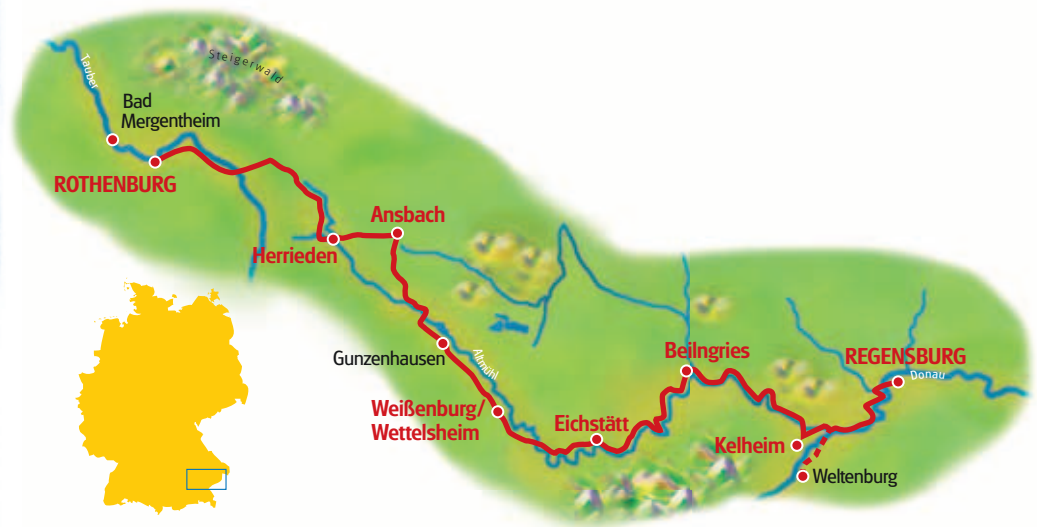 Steigerwald
Tauber
Bad
Mergentheim
ROTHENBURG
Ansbach
Herrieden
Gunzenhausen
Altmühl
Beilngries
REGENSBURG
Donau
Weißenburg/
Wettelsheim
Eichstätt
Kelheim
Weltenburg